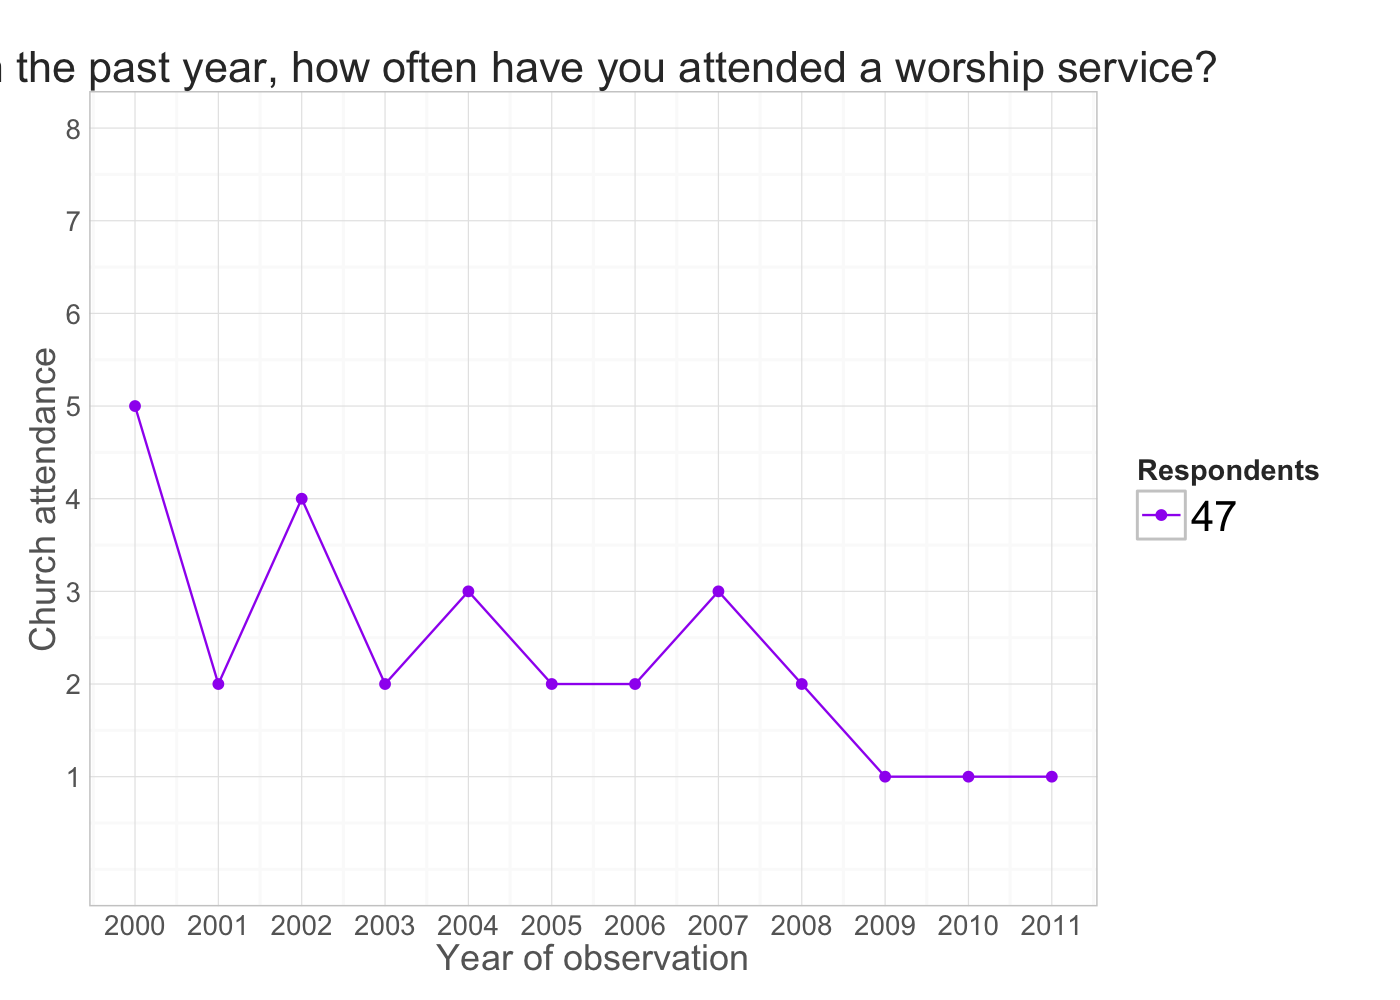 the past year, how often have you attended a worship service?
8
7
6
5
4
3
2
1
Church attendance
2000 2001 2002 2003 2004 2005 2006 2007 2008 2009 2010 2011
Year of observation
Respondents
47